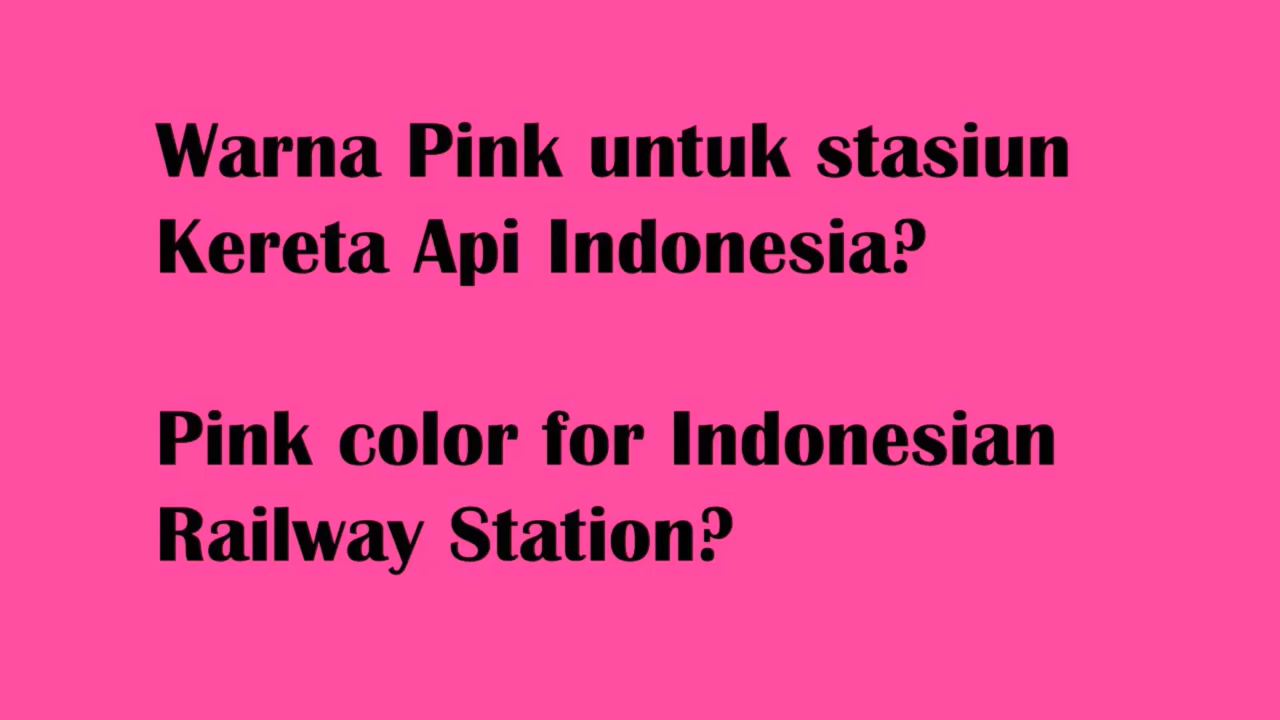 Warna Pink untuk stasiun
Kereta Api Indonesia?
Pink color for Indonesian
Railway Station?